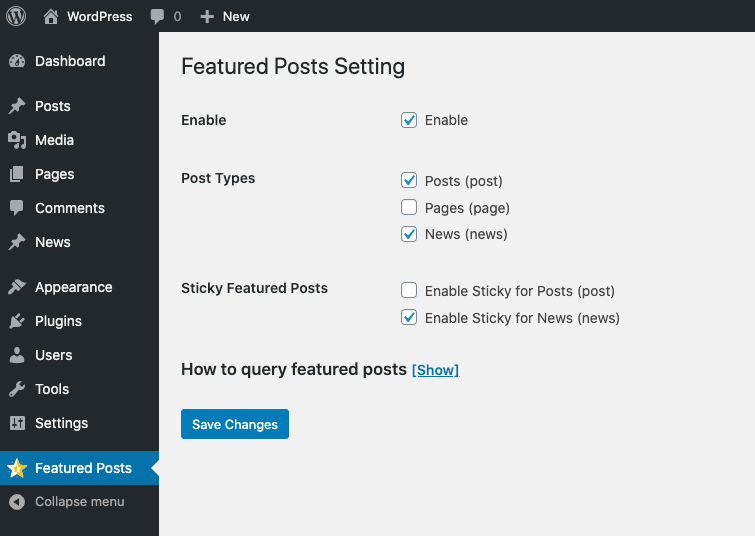 WordPress 0 New
Dashboard
Posts
Media
Pages
Comments
News
Appearance
Plugins
Users
Tools
Settings
Featured Posts
Collapse menu
Featured Posts Setting
Enable Enable
Post Types Posts (post)
Pages (page)
News (news)
Sticky Featured Posts Enable Sticky for Posts (post)
Enable Sticky for News (news)
How to query featured posts [Show]
Save Changes